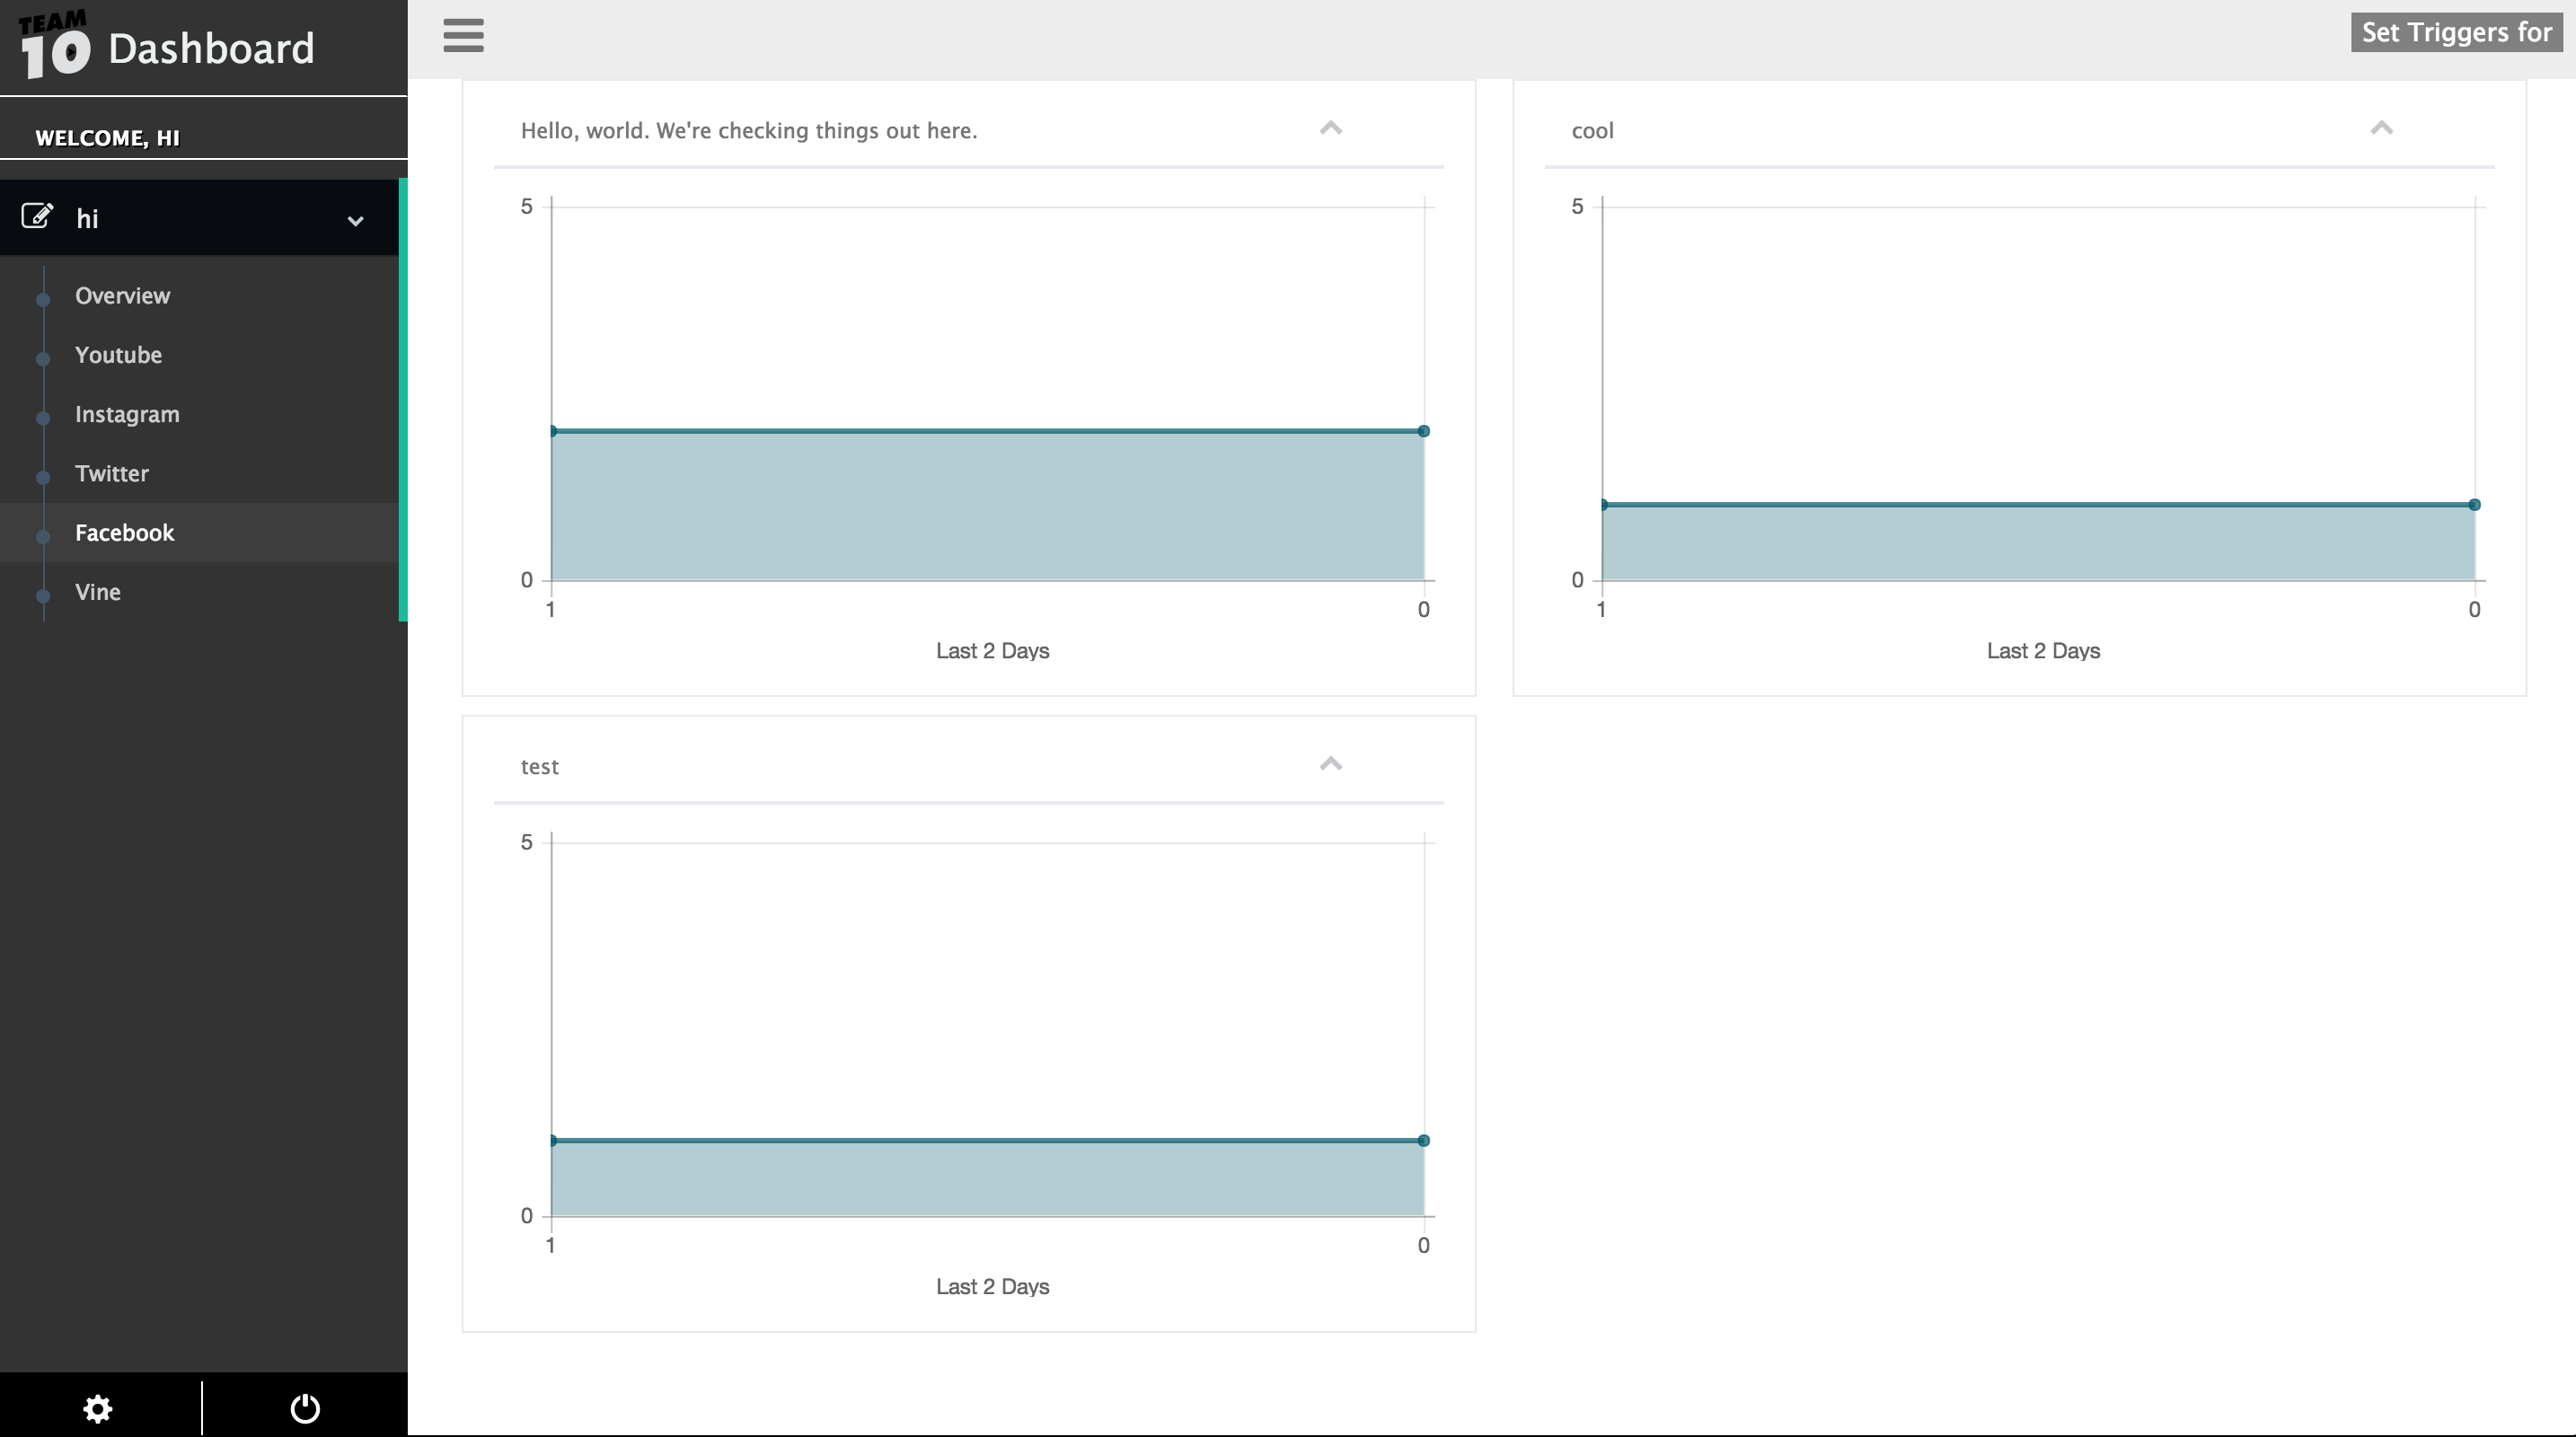 TEAM
10 Dashboard
WELCOME, HI
hi
Overview
Youtube
Instagram
Twitter
Facebook
Vine
Set Triggers for
Hello, world. We're checking things out here.
5
0
1 0
Last 2 Days
cool
5
0
1 0
Last 2 Days
test
5
0
1 0
Last 2 Days